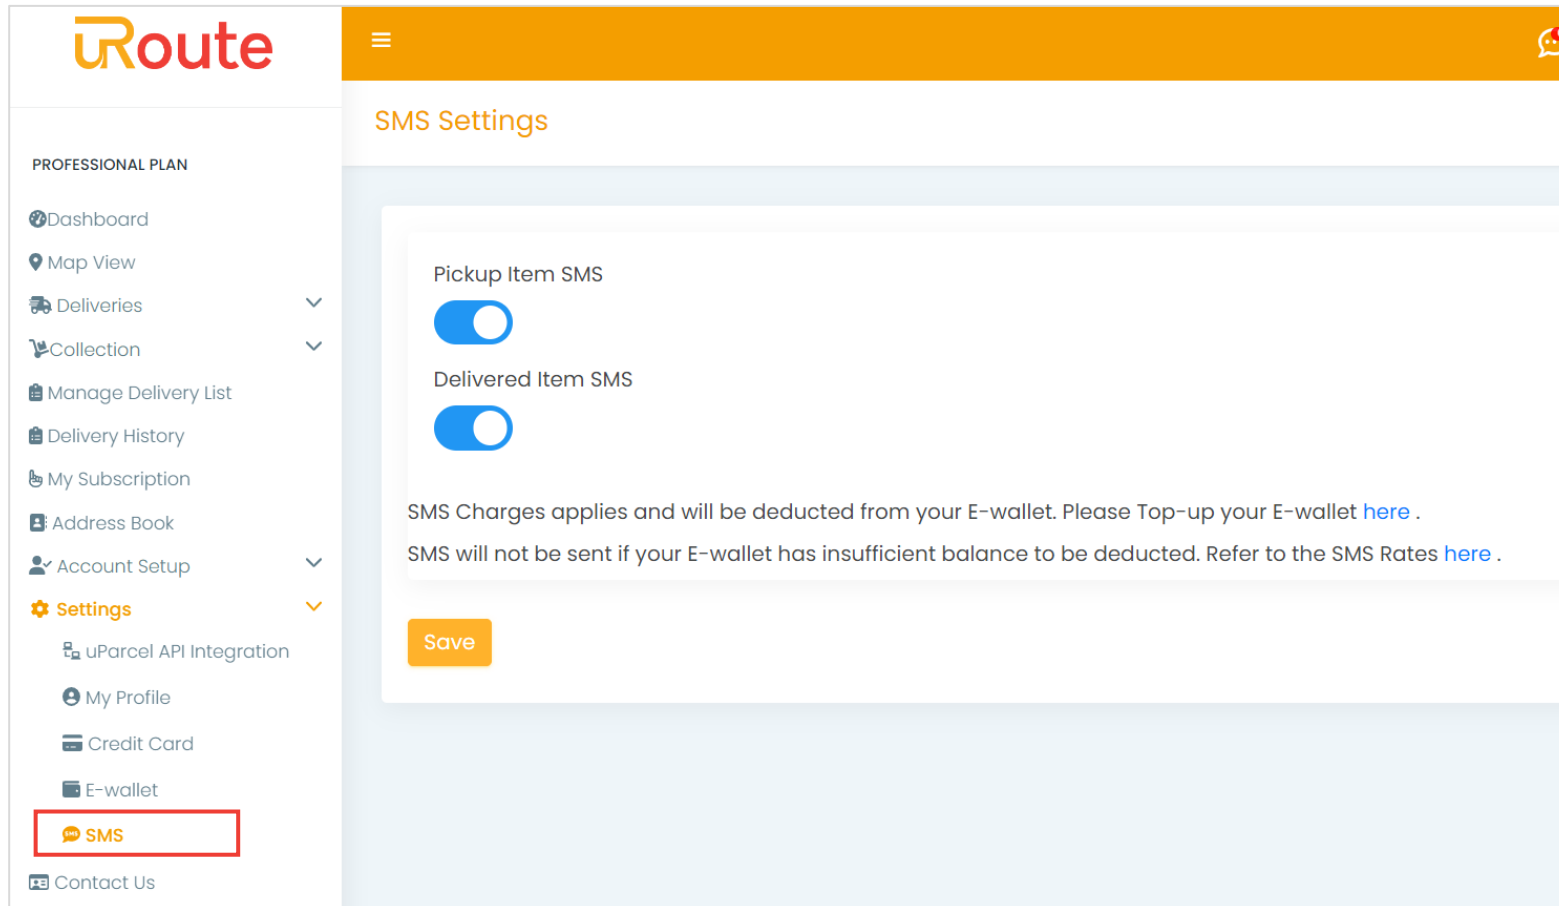 uRoute
SMS Settings
PROFESSIONAL PLAN
Dashboard
Map View
Deliveries
Collection
Manage Delivery List
Delivery History
My Subscription
Address Book
Account Setup
Settings
uParcel API Integration
My Profile
Credit Card
E-wallet
SMS
Contact Us
Pickup Item SMS
Delivered Item SMS
SMS Charges applies and will be deducted from your E-wallet. Please Top-up your E-wallet here .
SMS will not be sent if your E-wallet has insufficient balance to be deducted. Refer to the SMS Rates here .
Save